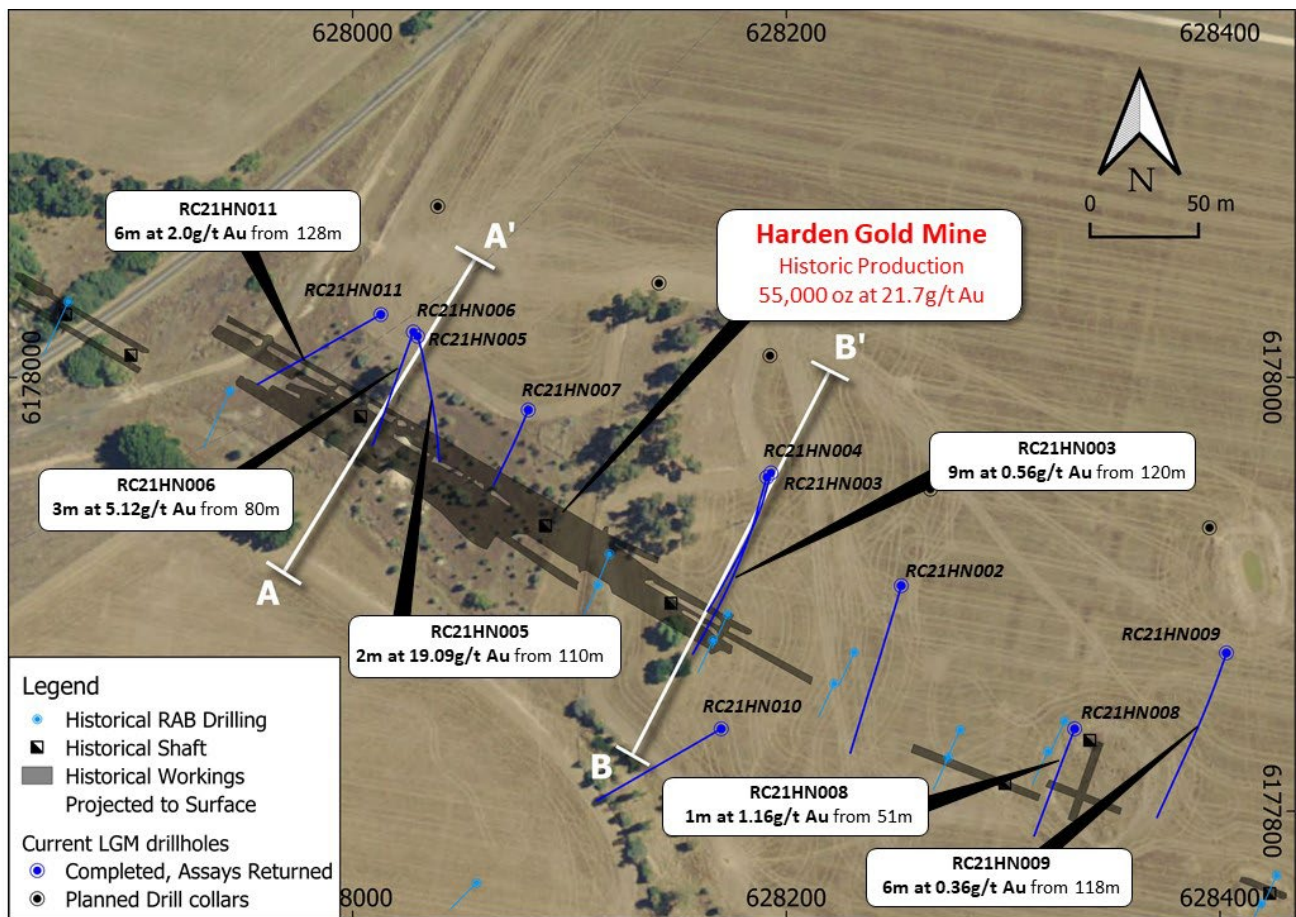 628000
628200
628400
N
0
50 m
RC21HN011
6m at 2.0g/t Au from 128m
A'
Harden Gold Mine
Historic Production
55,000 oz at 21.7g/t Au
RC21HN011
RC21HN006
RC21HN005
6178000
6178000
B'
RC21HN007
RC21HN004
RC21HN003
RC21HN003
9m at 0.56g/t Au from 120m
RC21HN006
3m at 5.12g/t Au from 80m
A
RC21HN002
RC21HN005
2m at 19.09g/t Au from 110m
RC21HN009
RC21HN010
RC21HN008
B
RC21HN008
1m at 1.16g/t Au from 51m
6177800
RC21HN009
6m at 0.36g/t Au from 118m
Legend
Historical RAB Drilling
Historical Shaft
Historical Workings
Projected to Surface
Current LGM drillholes
Completed, Assays Returned
Planned Drill collars
628000
628200
628400